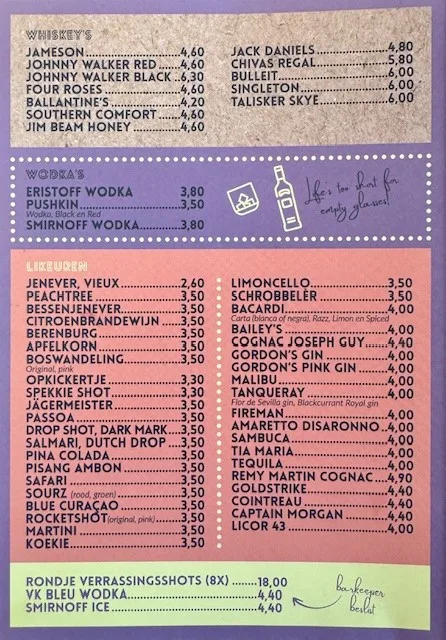 WHISKEY'S
JAMESON 4,60
JOHNNY WALKER RED 4,60
JOHNNY WALKER BLACK 6,30
FOUR ROSES 4,60
BALLANTINE'S 4,20
SOUTHERN COMFORT 4,60
JIM BEAM HONEY 4,60
JACK DANIELS 4,80
CHIVAS REGAL 5,80
BULLEIT 6,00
SINGLETON 6,00
TALISKER SKYE 6,00
WODKA'S
ERISTOFF WODKA 3,80
PUSHKIN 3,50
Wodka, Black en Red
SMIRNOFF WODKA 3,80
Life's too short for
empty glasses!
LIKEUREN
JENEVER, VIEUX 2,60
PEACHTREE 3,50
BESSENJENEVER 3,50
CITROENBRANDEWIJN 3,50
BERENBURG 3,50
APFELKORN 3,50
BOSWANDELING 3,50
Original, pink
OPKICKERTJE 3,30
SPEKKIE SHOT 3,30
JÄGERMEISTER 3,50
PASSOA 3,50
DROP SHOT, DARK MARK 3,50
SALMARI, DUTCH DROP 3,50
PINA COLADA 3,50
PISANG AMBON 3,50
SAFARI 3,50
SOURZ (rood, groen) 3,50
BLUE CURAÇAO 3,50
ROCKETSHOT (original, pink) 3,50
MARTINI 3,50
KOEKIE 3,50
LIMONCELLO 3,50
SCHROBBELÈR 3,50
BACARDI 4,00
Carta (blanca of negra), Razz, Limon en Spiced
BAILEY'S 4,00
COGNAC JOSEPH GUY 4,40
GORDON'S GIN 4,00
GORDON'S PINK GIN 4,00
MALIBU 4,00
TANQUERAY 4,00
Flor de Sevilla gin, Blackcurrant Royal gin
FIREMAN 4,00
AMARETTO DISARONNO 4,00
SAMBUCA 4,00
TIA MARIA 4,00
TEQUILA 4,00
REMY MARTIN COGNAC 4,90
GOLDSTRIKE 4,40
COINTREAU 4,40
CAPTAIN MORGAN 4,40
LICOR 43 4,00
RONDJE VERRASSINGSSHOTS (8X) 18,00
VK BLEU WODKA 4,40
SMIRNOFF ICE 4,40
barkeeper
beslist